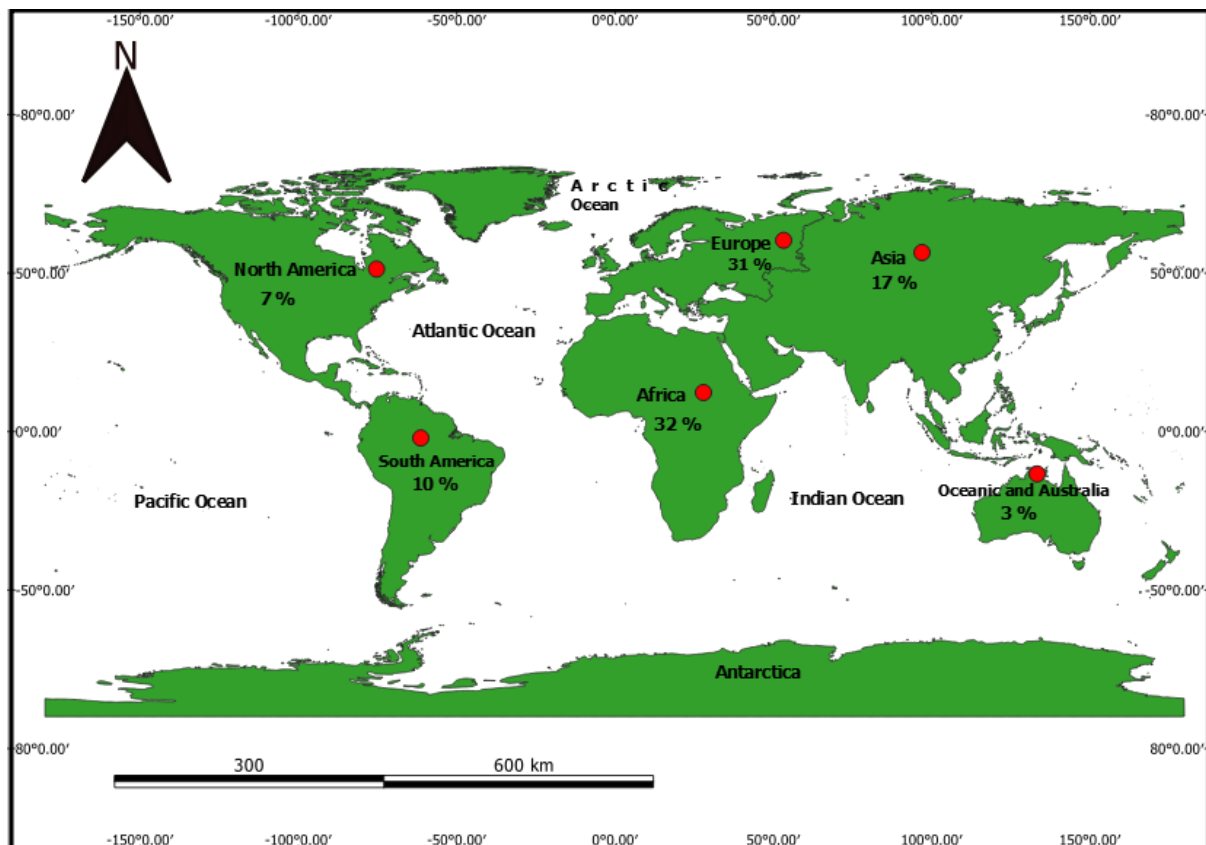 -150°0.00′ -100°0.00′ -50°0.00′ 0°0.00′ 50°0.00′ 100°0.00′ 150°0.00′
N
-80°0.00′ -80°0.00′
Arctic
Ocean
Europe
31 %
Asia
17 %
North America
7 %
50°0.00′ 50°0.00′
Atlantic Ocean
Africa
32 %
0°0.00′ 0°0.00′
South America
10 %
Pacific Ocean
Indian Ocean
Oceanic and Australia
3 %
-50°0.00′ -50°0.00′
Antarctica
80°0.00′ 80°0.00′
300 600 km
-150°0.00′ -100°0.00′ -50°0.00′ 0°0.00′ 50°0.00′ 100°0.00′ 150°0.00′